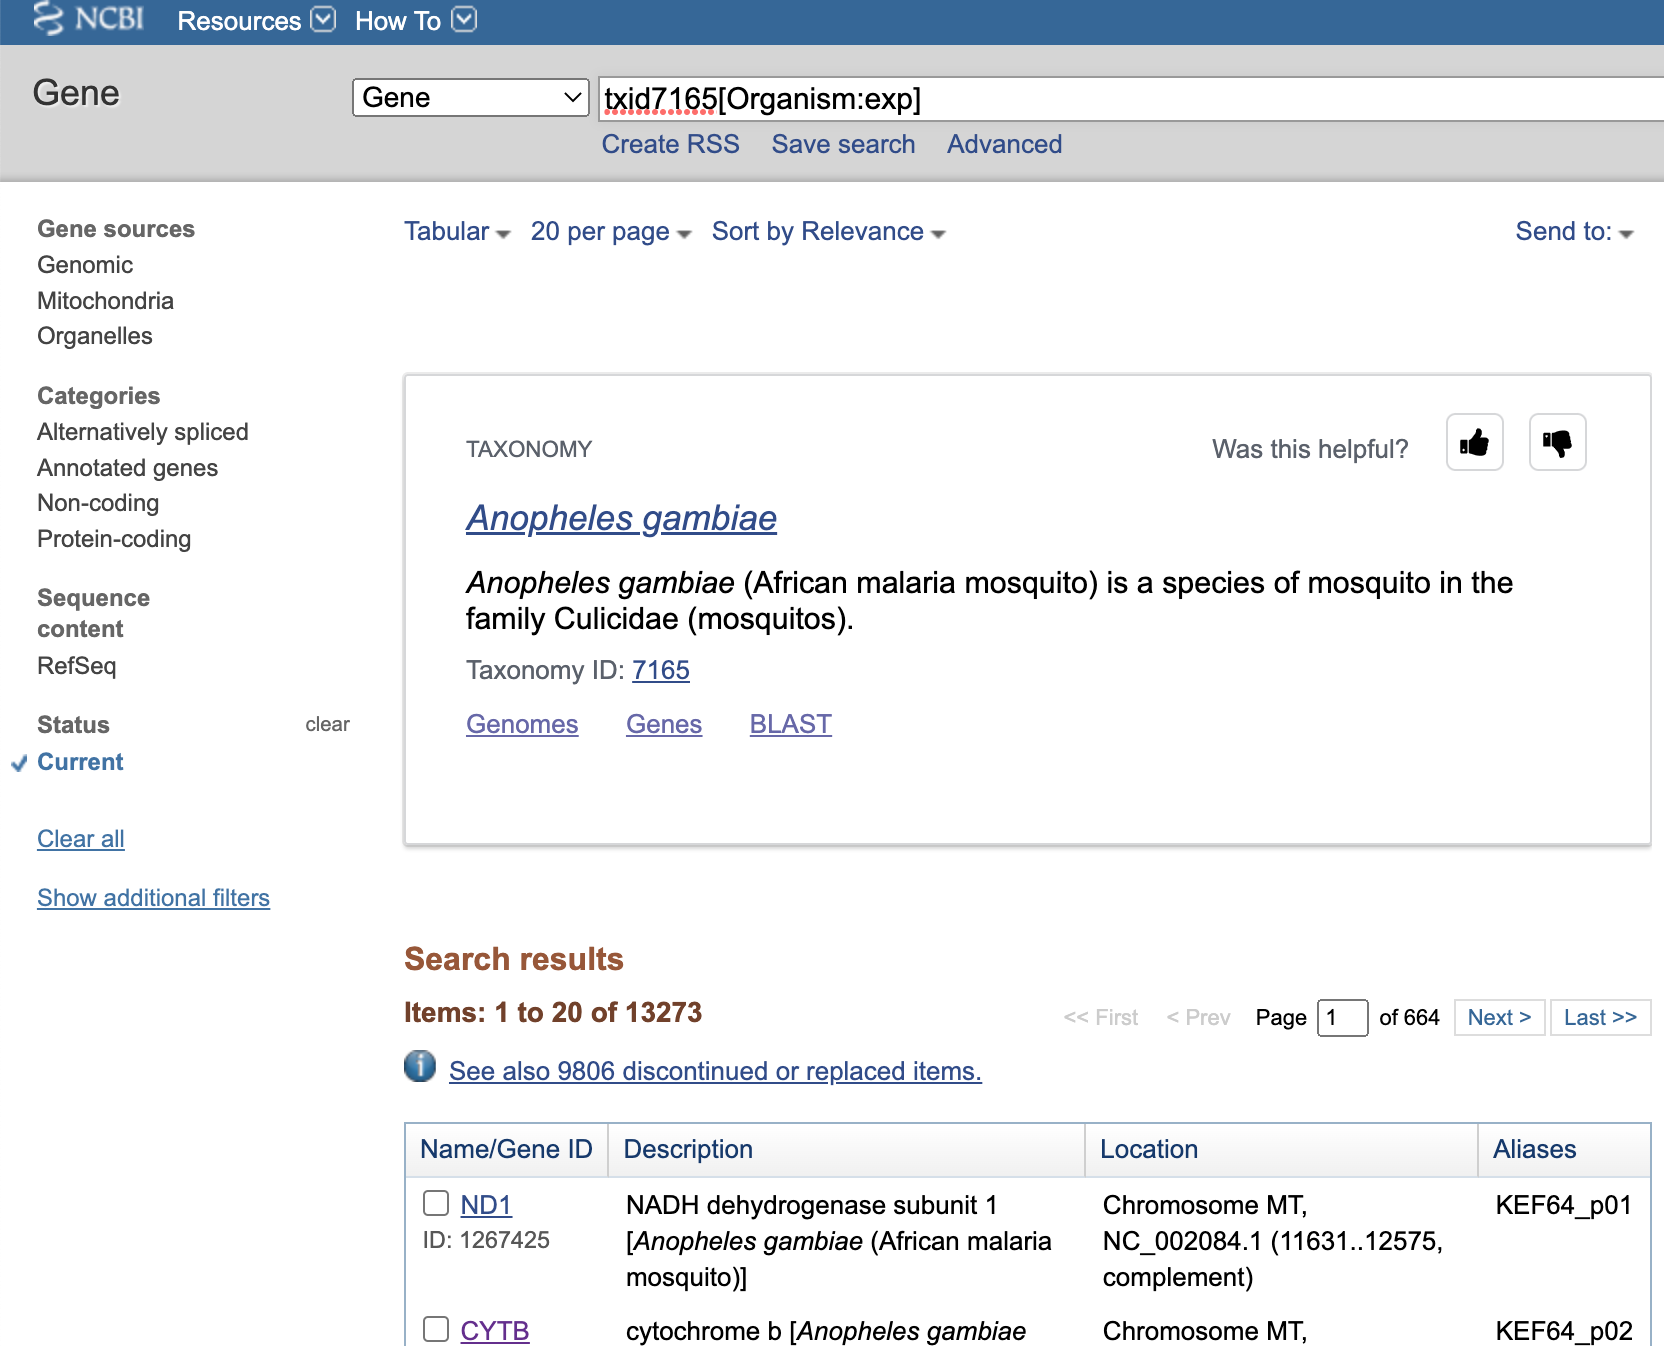 NCBI Resources How To
Gene
Gene txid7165[Organism:exp]
Create RSS Save search Advanced
Gene sources
Genomic
Mitochondria
Organelles
Categories
Alternatively spliced
Annotated genes
Non-coding
Protein-coding
Sequence
content
RefSeq
Status clear
Current
Clear all
Show additional filters
Tabular 20 per page Sort by Relevance Send to:
TAXONOMY Was this helpful?
Anopheles gambiae
Anopheles gambiae (African malaria mosquito) is a species of mosquito in the
family Culicidae (mosquitos).
Taxonomy ID: 7165
Genomes Genes BLAST
Search results
Items: 1 to 20 of 13273
<< First < Prev Page 1 of 664 Next > Last >>
See also 9806 discontinued or replaced items.
Name/Gene ID Description Location Aliases
ND1 NADH dehydrogenase subunit 1 Chromosome MT, KEF64_p01
ID: 1267425 [Anopheles gambiae (African malaria NC_002084.1 (11631..12575,
mosquito)] complement)
CYTB cytochrome b [Anopheles gambiae Chromosome MT, KEF64_p02